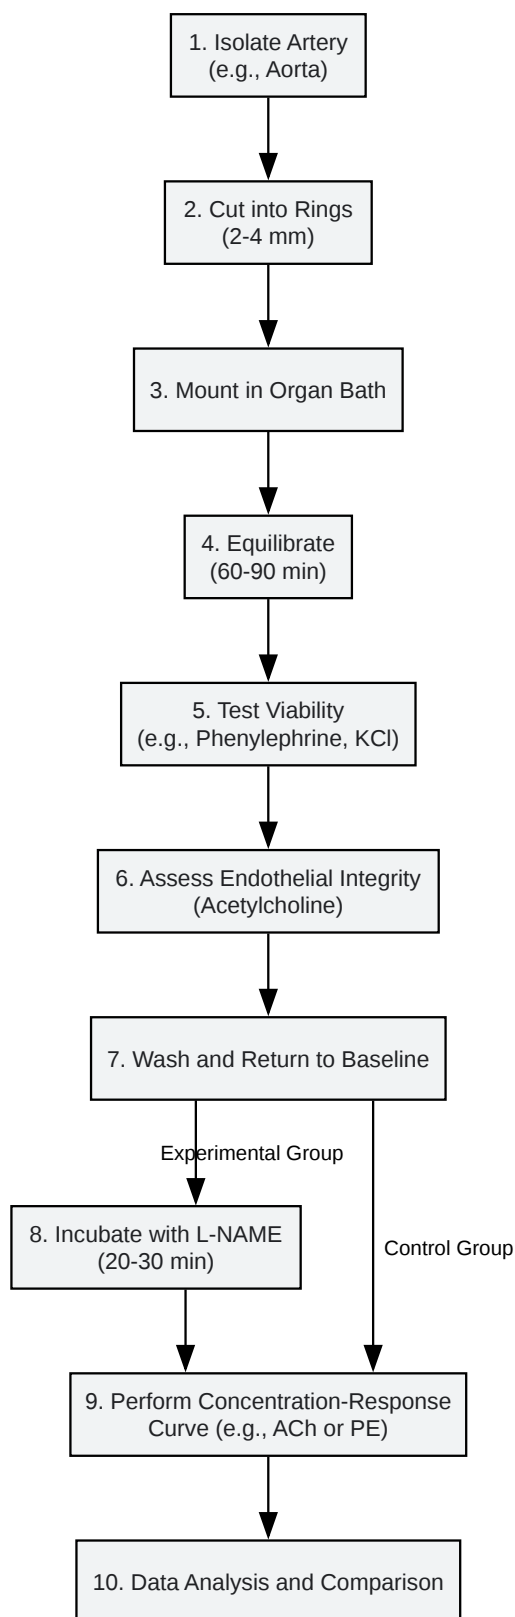 1. Isolate Artery
(e.g., Aorta)
2. Cut into Rings
(2-4 mm)
3. Mount in Organ Bath
4. Equilibrate
(60-90 min)
5. Test Viability
(e.g., Phenylephrine, KCl)
6. Assess Endothelial Integrity
(Acetylcholine)
7. Wash and Return to Baseline
Experimental Group
8. Incubate with L-NAME
(20-30 min)
Control Group
9. Perform Concentration-Response
Curve (e.g., ACh or PE)
10. Data Analysis and Comparison